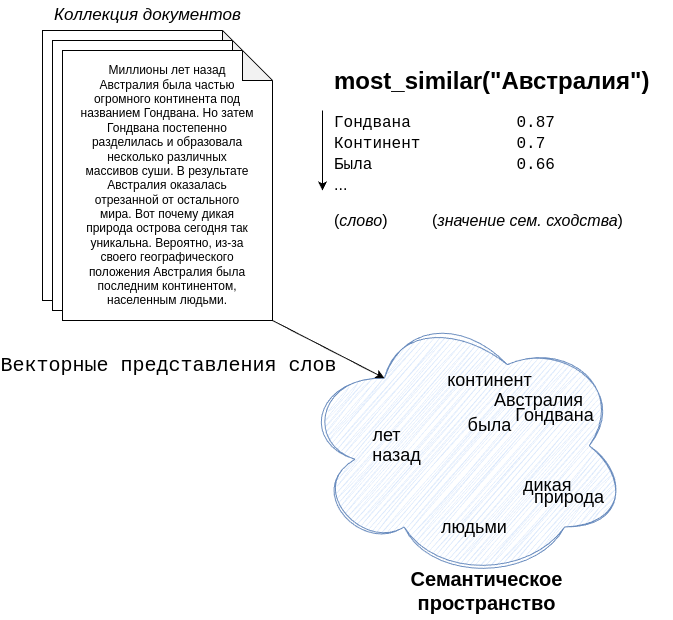 Коллекция документов
Миллионы лет назад
Австралия была частью
огромного континента под
названием Гондвана. Но затем
Гондвана постепенно
разделилась и образовала
несколько различных
массивов суши. В результате
Австралия оказалась
отрезанной от остального
мира. Вот почему дикая
природа острова сегодня так
уникальна. Вероятно, из-за
своего географического
положения Австралия была
последним континентом,
населенным людьми.
most_similar("Австралия")
Гондвана 0.87
Континент 0.7
Была 0.66
...
(слово) (значение сем. сходства)
Векторные представления слов
континент
Австралия
Гондвана
была
лет
назад
дикая
природа
людьми
Семантическое
пространство